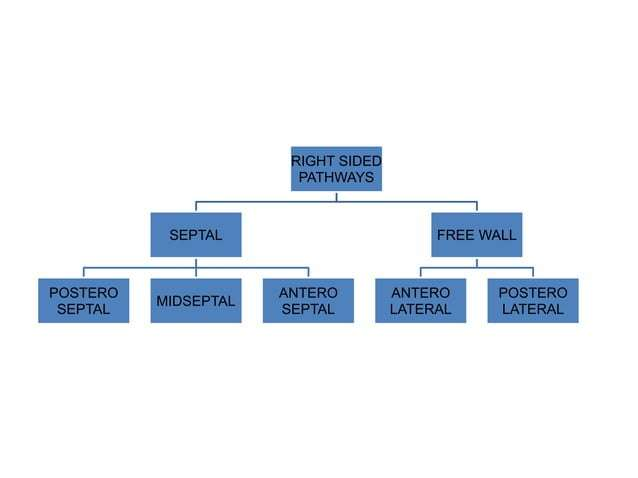 RIGHT SIDED
PATHWAYS
SEPTAL
FREE WALL
POSTERO
SEPTAL
MIDSEPTAL
ANTERO
SEPTAL
ANTERO
LATERAL
POSTERO
LATERAL